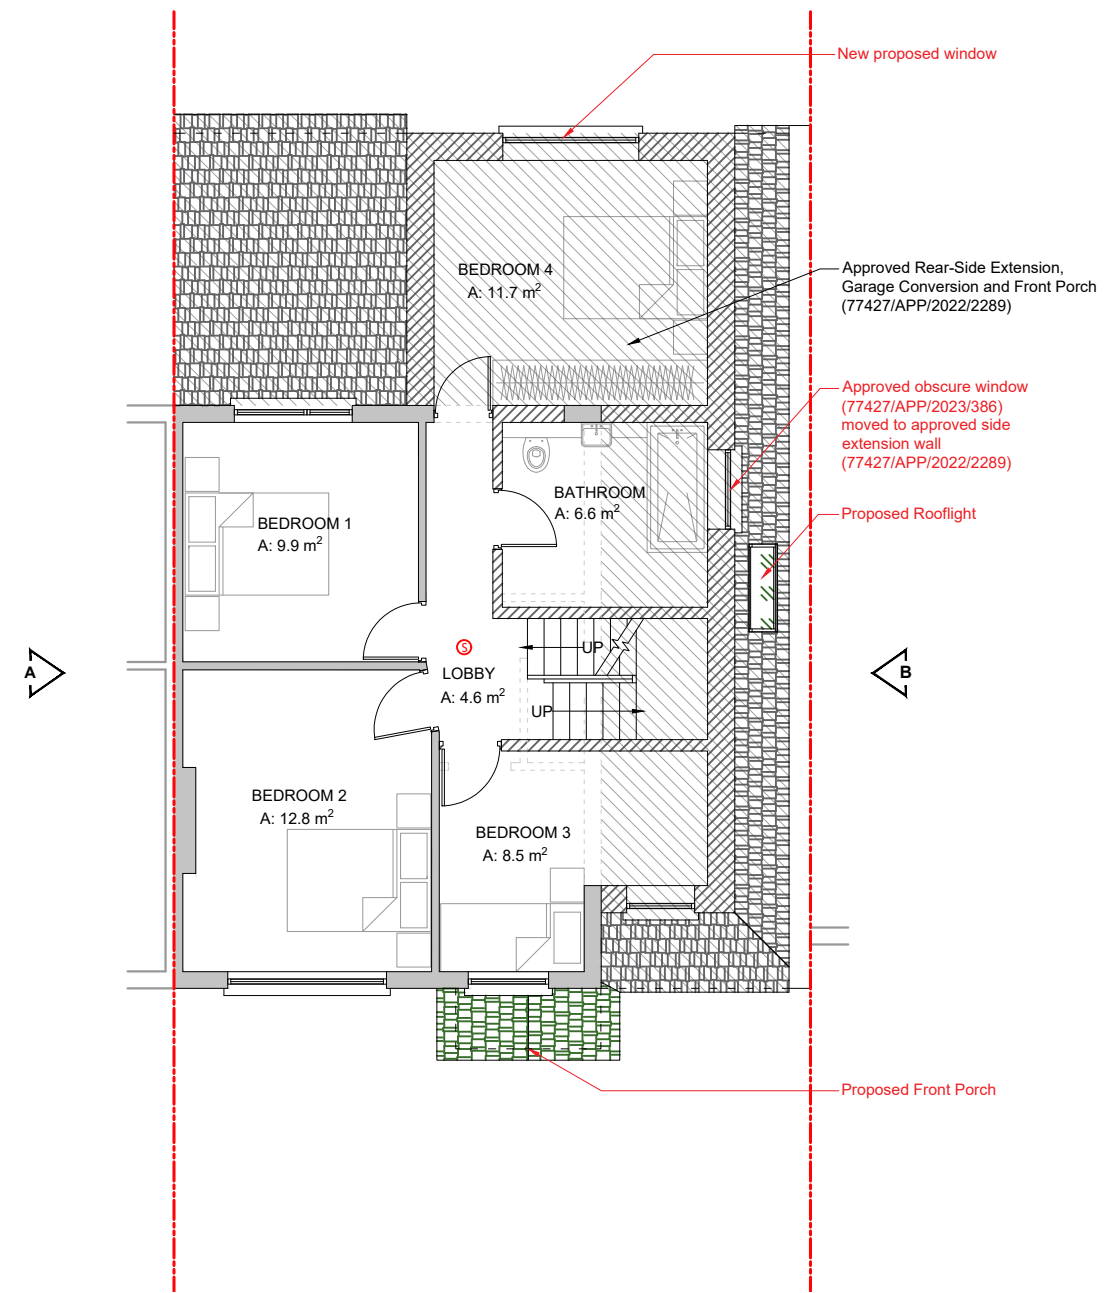 New proposed window
BEDROOM 4
A: 11.7 m²
Approved Rear-Side Extension,
Garage Conversion and Front Porch
(77427/APP/2022/2289)
Approved obscure window
(77427/APP/2023/386)
moved to approved side
extension wall
(77427/APP/2022/2289)
BATHROOM
A: 6.6 m²
BEDROOM 1
A: 9.9 m²
Proposed Rooflight
S
UP
LOBBY
A: 4.6 m²
A
B
UP
BEDROOM 2
A: 12.8 m²
BEDROOM 3
A: 8.5 m²
Proposed Front Porch